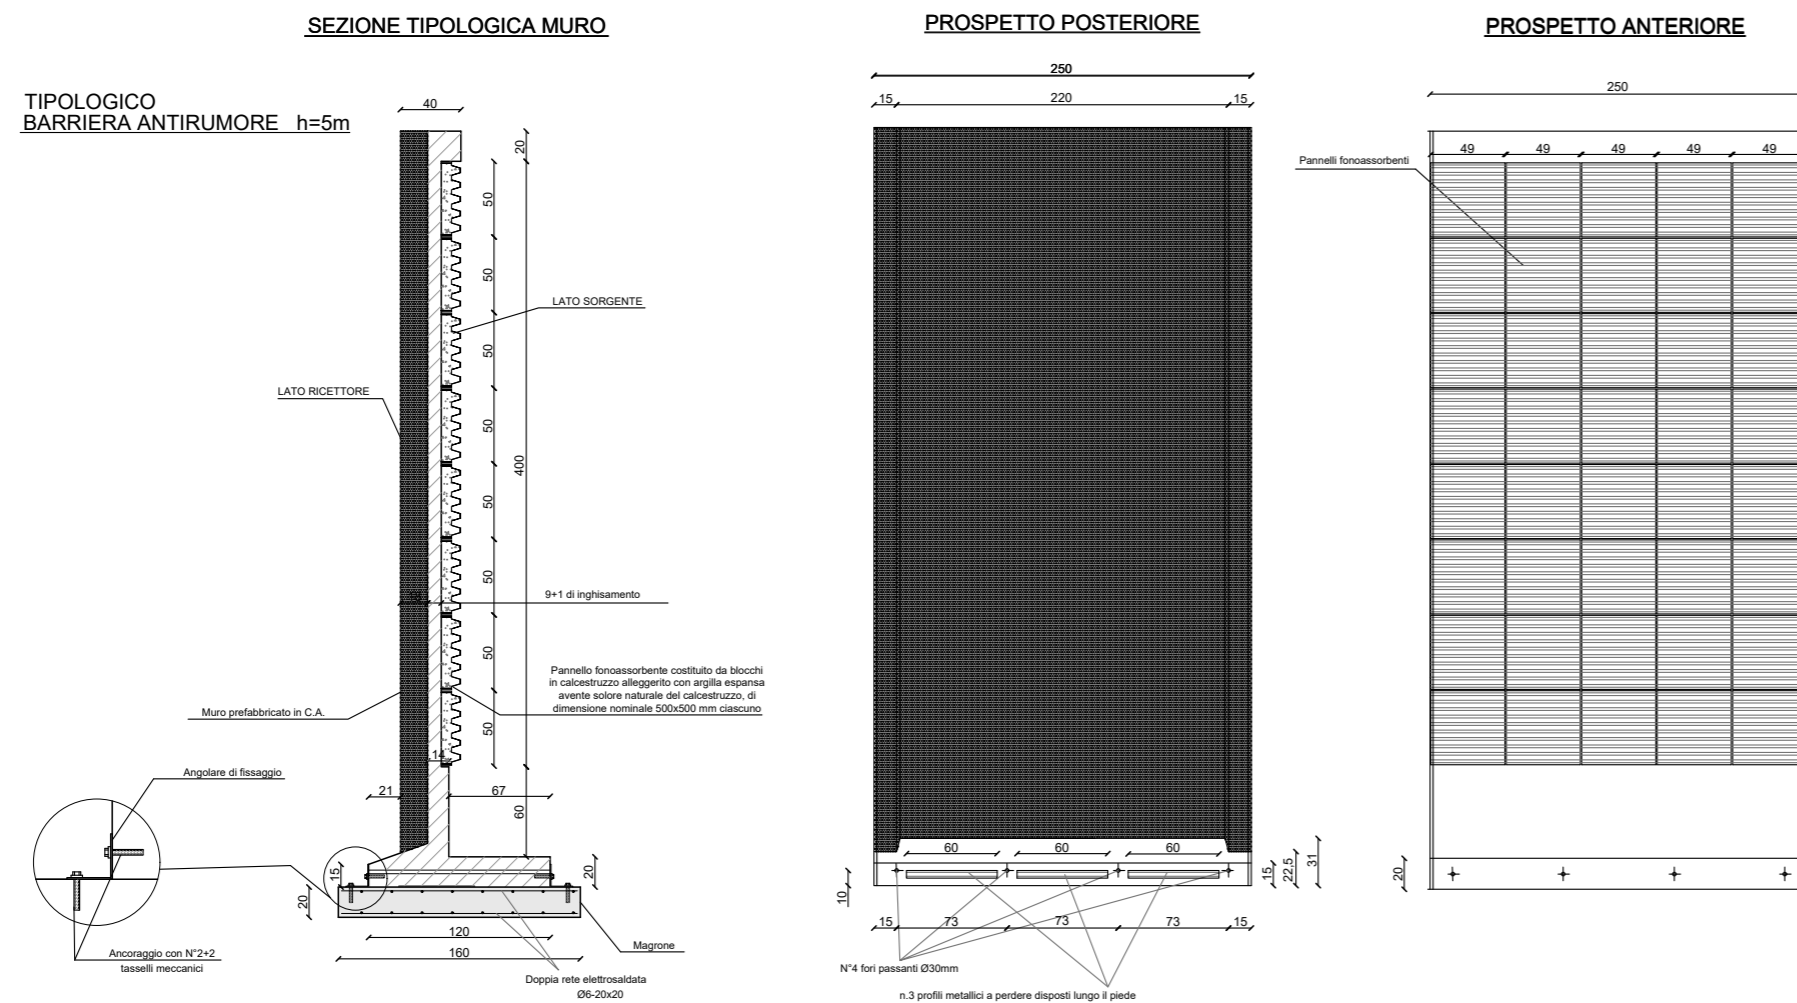 SEZIONE TIPOLOGICA MURO
PROSPETTO POSTERIORE
PROSPETTO ANTERIORE
TIPOLOGICO
BARRIERA ANTIRUMORE h=5m
40
20
50
50
50
50
50
50
50
50
400
60
LATO SORGENTE
LATO RICETTORE
18
9+1 di inghisamento
Pannello fonoassorbente costituito da blocchi
in calcestruzzo alleggerito con argilla espansa
avente solore naturale del calcestruzzo, di
dimensione nominale 500x500 mm ciascuno
Muro prefabbricato in C.A.
14
Angolare di fissaggio
21
67
15
20
20
120
160
Magrone
Ancoraggio con N°2+2
tasselli meccanici
Doppia rete elettrosaldata
Ø6-20x20
250
15
220
15
60
60
60
10
15
22,5
31
15
73
73
73
15
N°4 fori passanti Ø30mm
n.3 profili metallici a perdere disposti lungo il piede
250
49
49
49
49
49
Pannelli fonoassorbenti
20